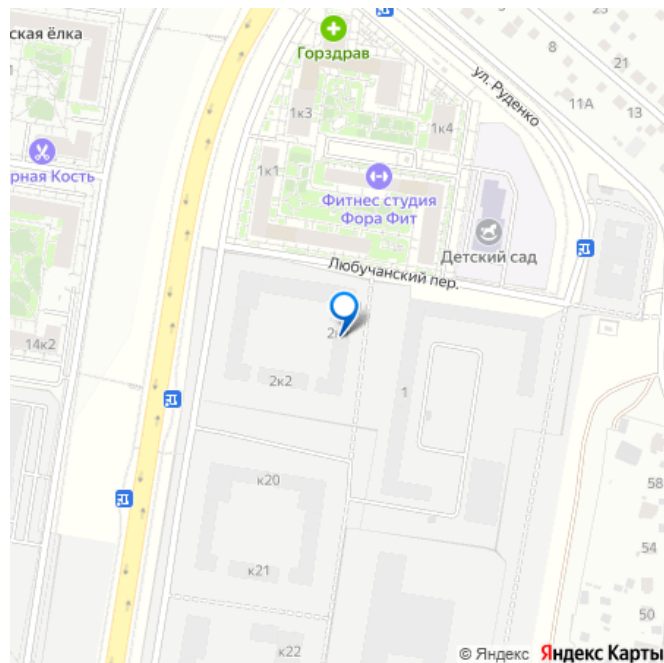 23
ская ёлка
Горздрав
8
21
ул. Руденко
11А
13
1к3
1к4
рная Кость
1к1
Фитнес студия
Фора Фит
Детский сад
Любучанский пер.
14к2
2к2
1
к20
58
54
к21
50
к22
© Яндекс Яндекс Карты